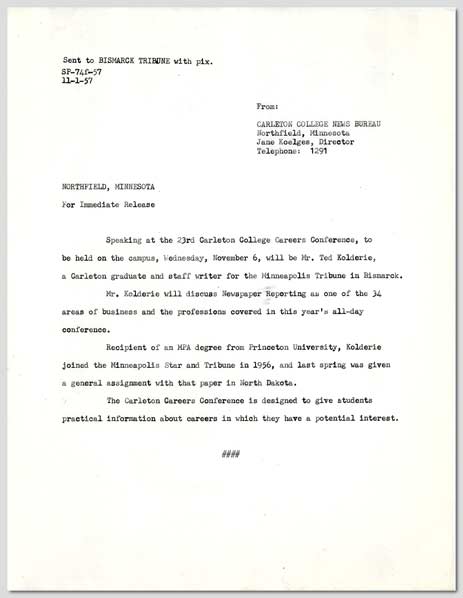 Sent to BISMARCK TRIBUNE with pix.
SP-74f-57
11-1-57
From:
CARLETON COLLEGE NEWS BUREAU
Northfield, Minnesota
Jane Koelges, Director
Telephone: 1291
NORTHFIELD, MINNESOTA
For Immediate Release
Speaking at the 23rd Carleton College Careers Conference, to
be held on the campus, Wednesday, November 6, will be Mr. Ted Kolderie,
a Carleton graduate and staff writer for the Minneapolis Tribune in Bismarck.
Mr. Kolderie will discuss Newspaper Reporting as one of the 34
areas of business and the professions covered in this year's all-day
conference.
Recipient of an MPA degree from Princeton University, Kolderie
joined the Minneapolis Star and Tribune in 1956, and last spring was given
a general assignment with that paper in North Dakota.
The Carleton Careers Conference is designed to give students
practical information about careers in which they have a potential interest.
####